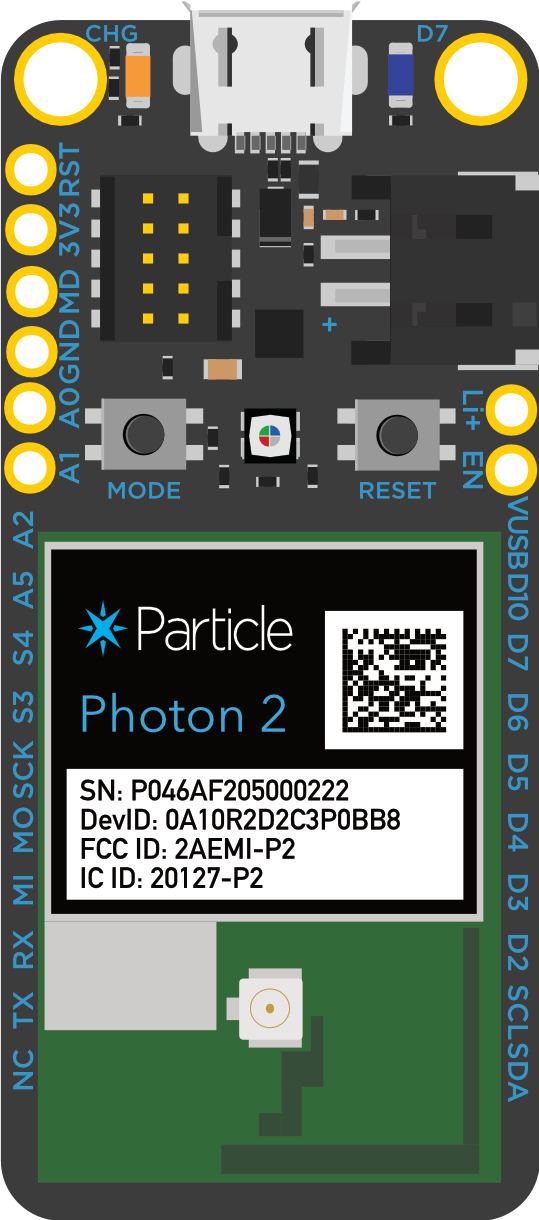 CHG
D7
RST
3V3
MD
GND
A0
A1
Li+
EN
+
MODE
RESET
A2
A5
S4
S3
SCK
MO
MI
RX
TX
NC
VUSB
D10
D7
D6
D5
D4
D3
D2
SCL
SDA
Particle
Photon 2
SN: P046AF205000222
DevID: 0A10R2D2C3P0BB8
FCC ID: 2AEMI-P2
IC ID: 20127-P2